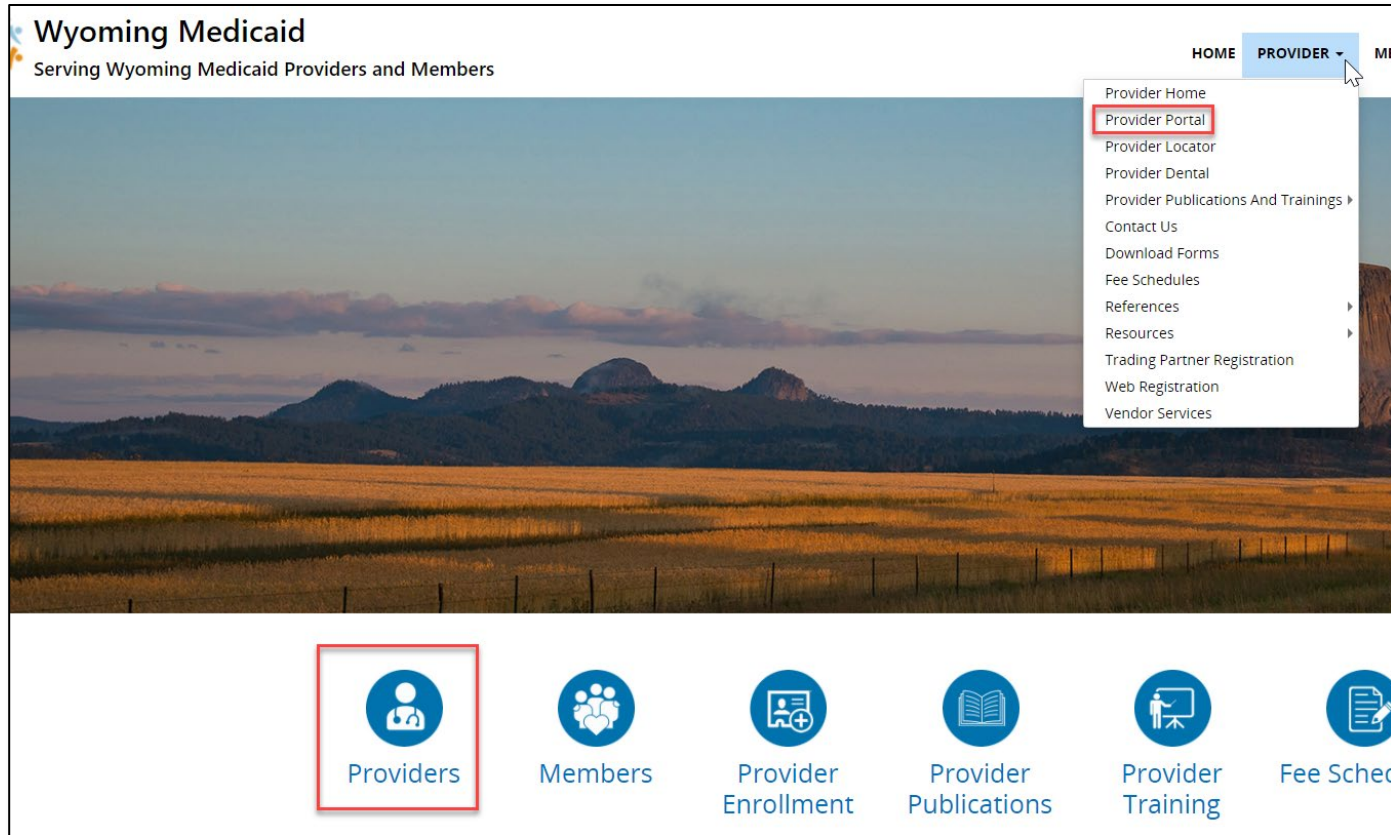 Wyoming Medicaid
Serving Wyoming Medicaid Providers and Members
HOME PROVIDER
Provider Home
Provider Portal
Provider Locator
Provider Dental
Provider Publications And Trainings
Contact Us
Download Forms
Fee Schedules
References
Resources
Trading Partner Registration
Web Registration
Vendor Services
Providers
Members
Provider
Enrollment
Provider
Publications
Provider
Training
Fee